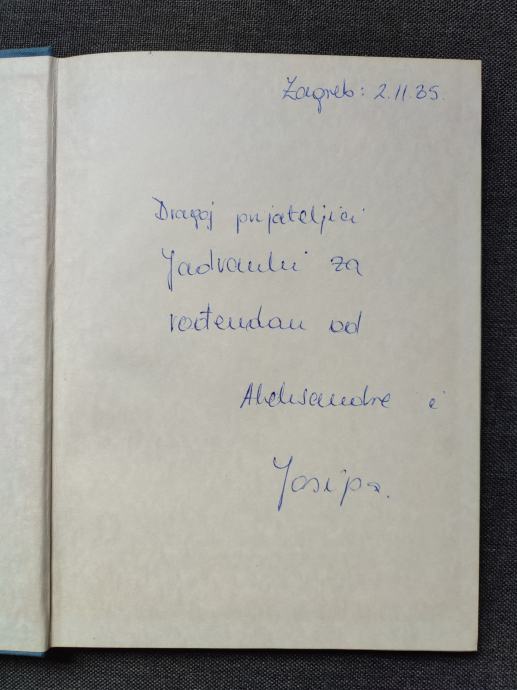 Zagreb: 2.11.85.
Dragoj prijateljici
Jadranki za
rođendan od
Aleksandre i
Josipa.